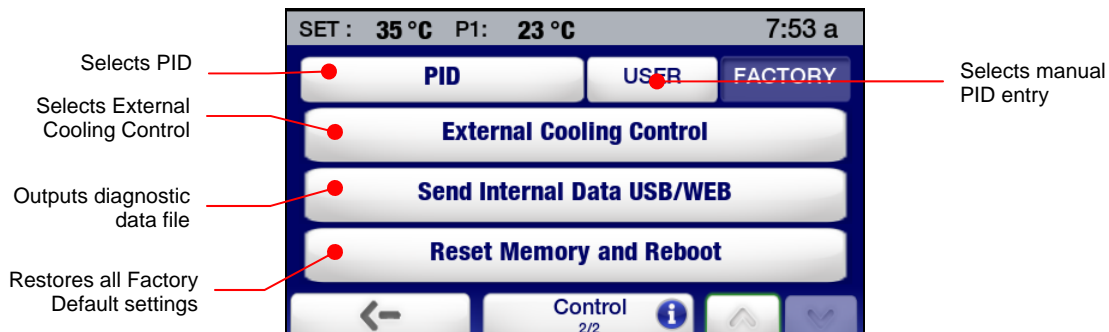 SET : 35 °C P1: 23 °C 7:53 a
Selects PID
PID USER FACTORY
Selects manual
PID entry
Selects External
Cooling Control
External Cooling Control
Outputs diagnostic
data file
Send Internal Data USB/WEB
Restores all Factory
Default settings
Reset Memory and Reboot
Control
2/2